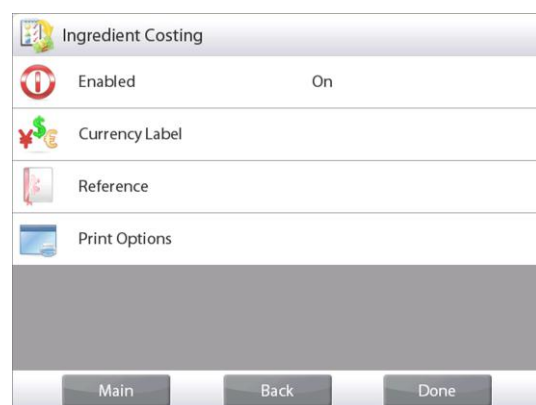 Ingredient Costing
Enabled On
Currency Label
Reference
Print Options
Main Back Done